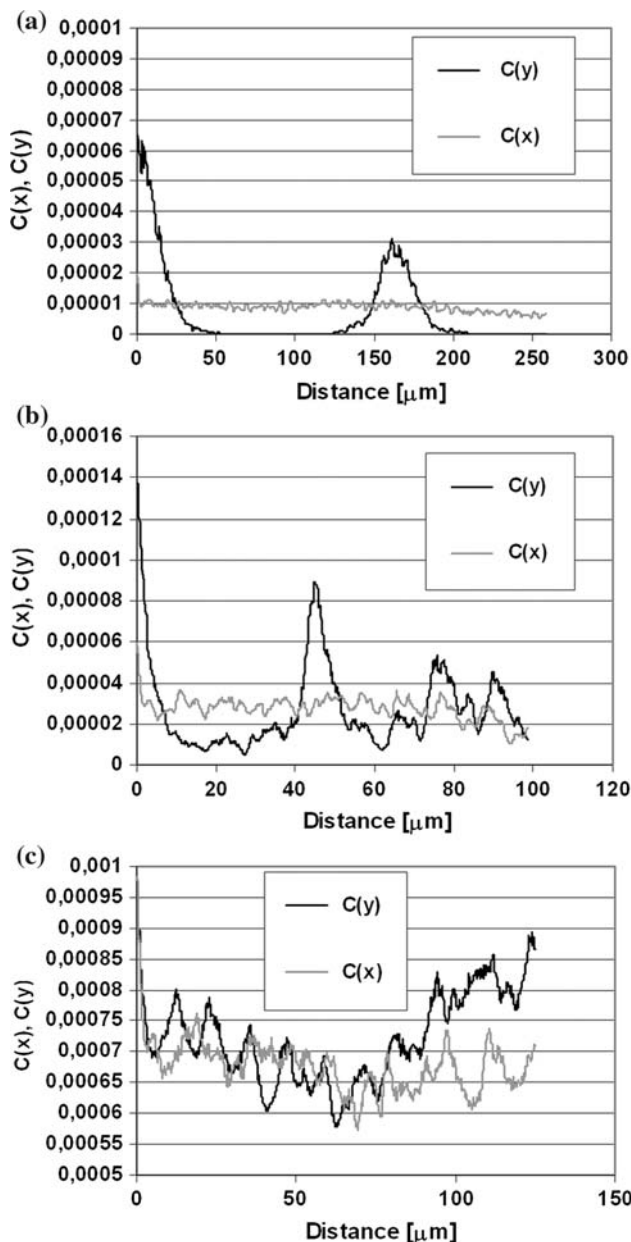 (a)
0,0001
0,00009
0,00008
0,00007
0,00006
0,00005
0,00004
0,00003
0,00002
0,00001
0
C(x), C(y)
C(y)
C(x)
0 50 100 150 200 250 300
Distance [μm]
(b)
0,00016
0,00014
0,00012
0,0001
0,00008
0,00006
0,00004
0,00002
0
C(x), C(y)
C(y)
C(x)
0 20 40 60 80 100 120
Distance [μm]
(c)
0,001
0,00095
0,0009
0,00085
0,0008
0,00075
0,0007
0,00065
0,0006
0,00055
0,0005
C(x), C(y)
C(y)
C(x)
0 50 100 150
Distance [μm]